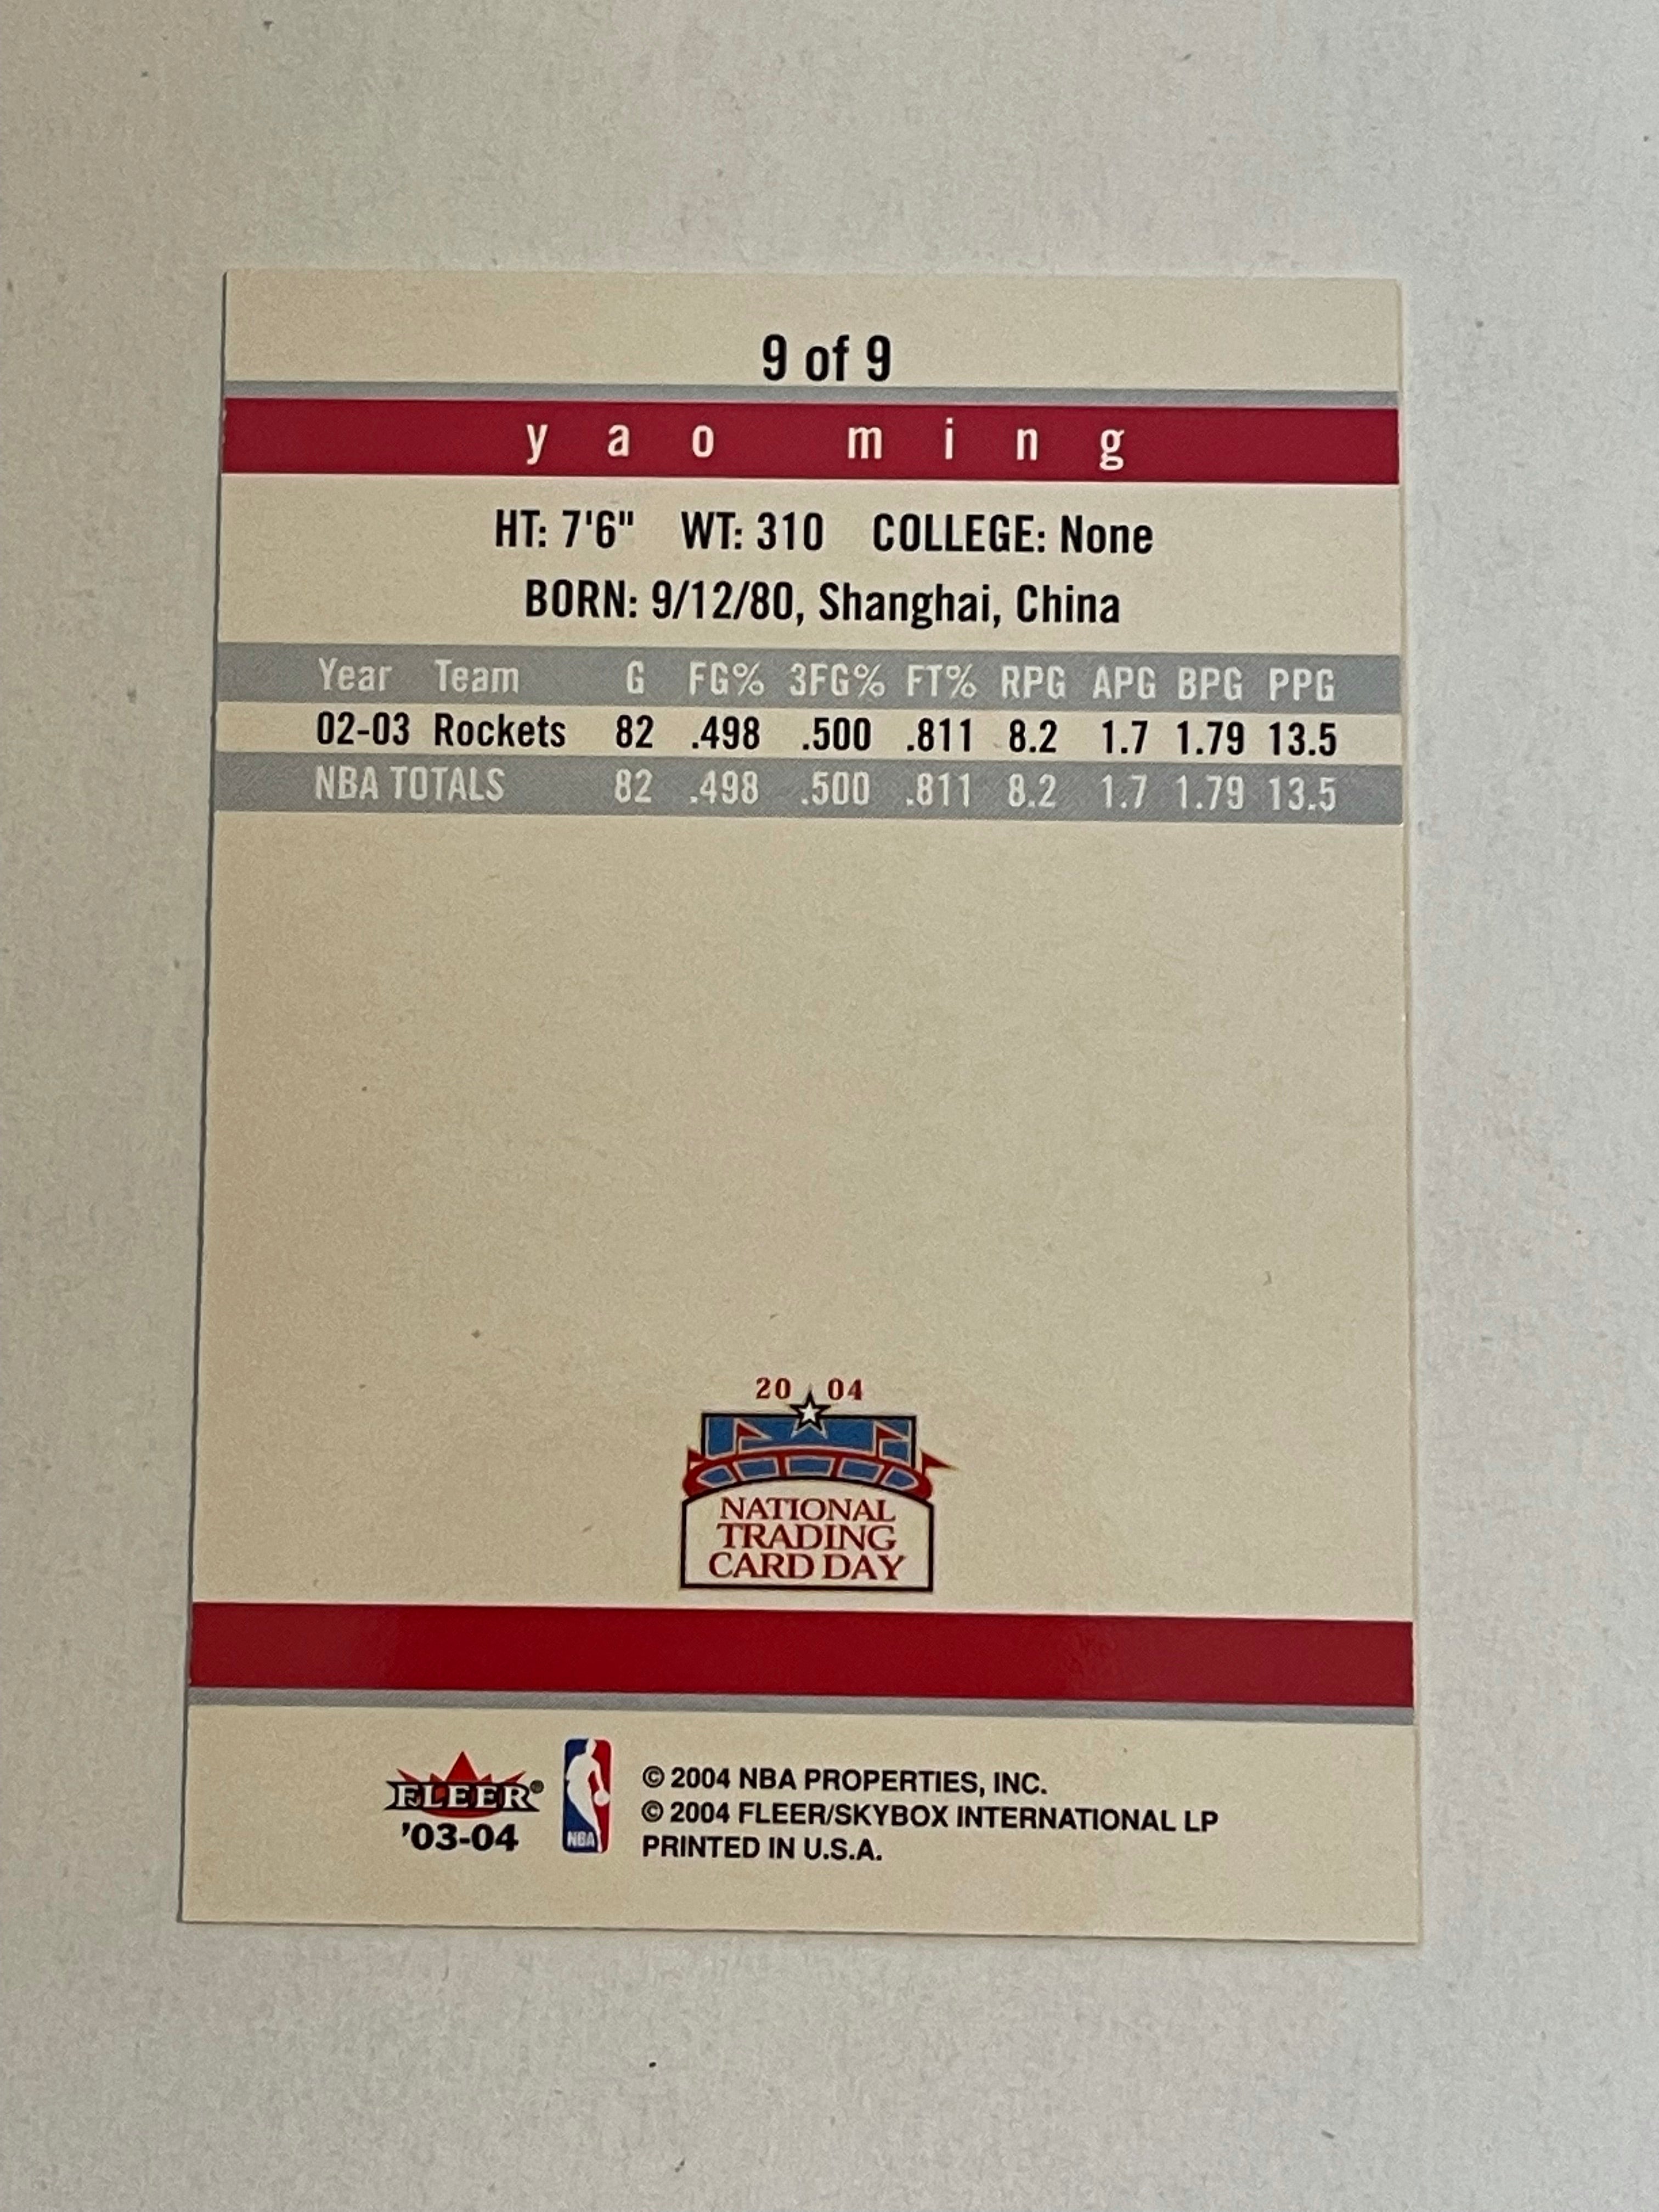 9 of 9
yao ming
HT: 7'6" WT: 310 COLLEGE: None
BORN: 9/12/80, Shanghai, China
Year Team G FG% 3FG% FT% RPG APG BPG PPG
02-03 Rockets 82 .498 .500 .811 8.2 1.7 1.79 13.5
NBA TOTALS 82 .498 .500 .811 8.2 1.7 1.79 13.5
20 04
NATIONAL
TRADING
CARD DAY
FLEER®
'03-04
NBA
© 2004 NBA PROPERTIES, INC.
© 2004 FLEER/SKYBOX INTERNATIONAL LP
PRINTED IN U.S.A.